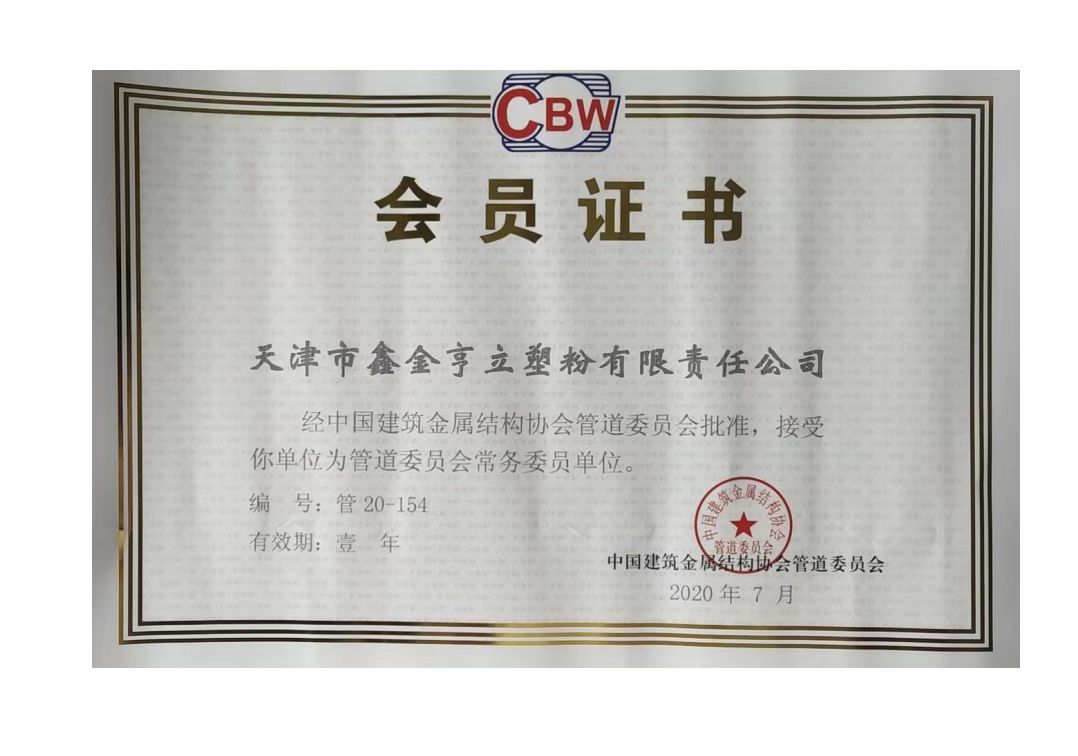 CBW
会员证书
天津市鑫金亨立塑粉有限责任公司
经中国建筑金属结构协会管道委员会批准，接受
你单位为管道委员会常务委员单位。
编 号：管 20-154
有效期：壹 年
中国建筑金属结构协会
管道委员会
中国建筑金属结构协会管道委员会
2020 年 7 月